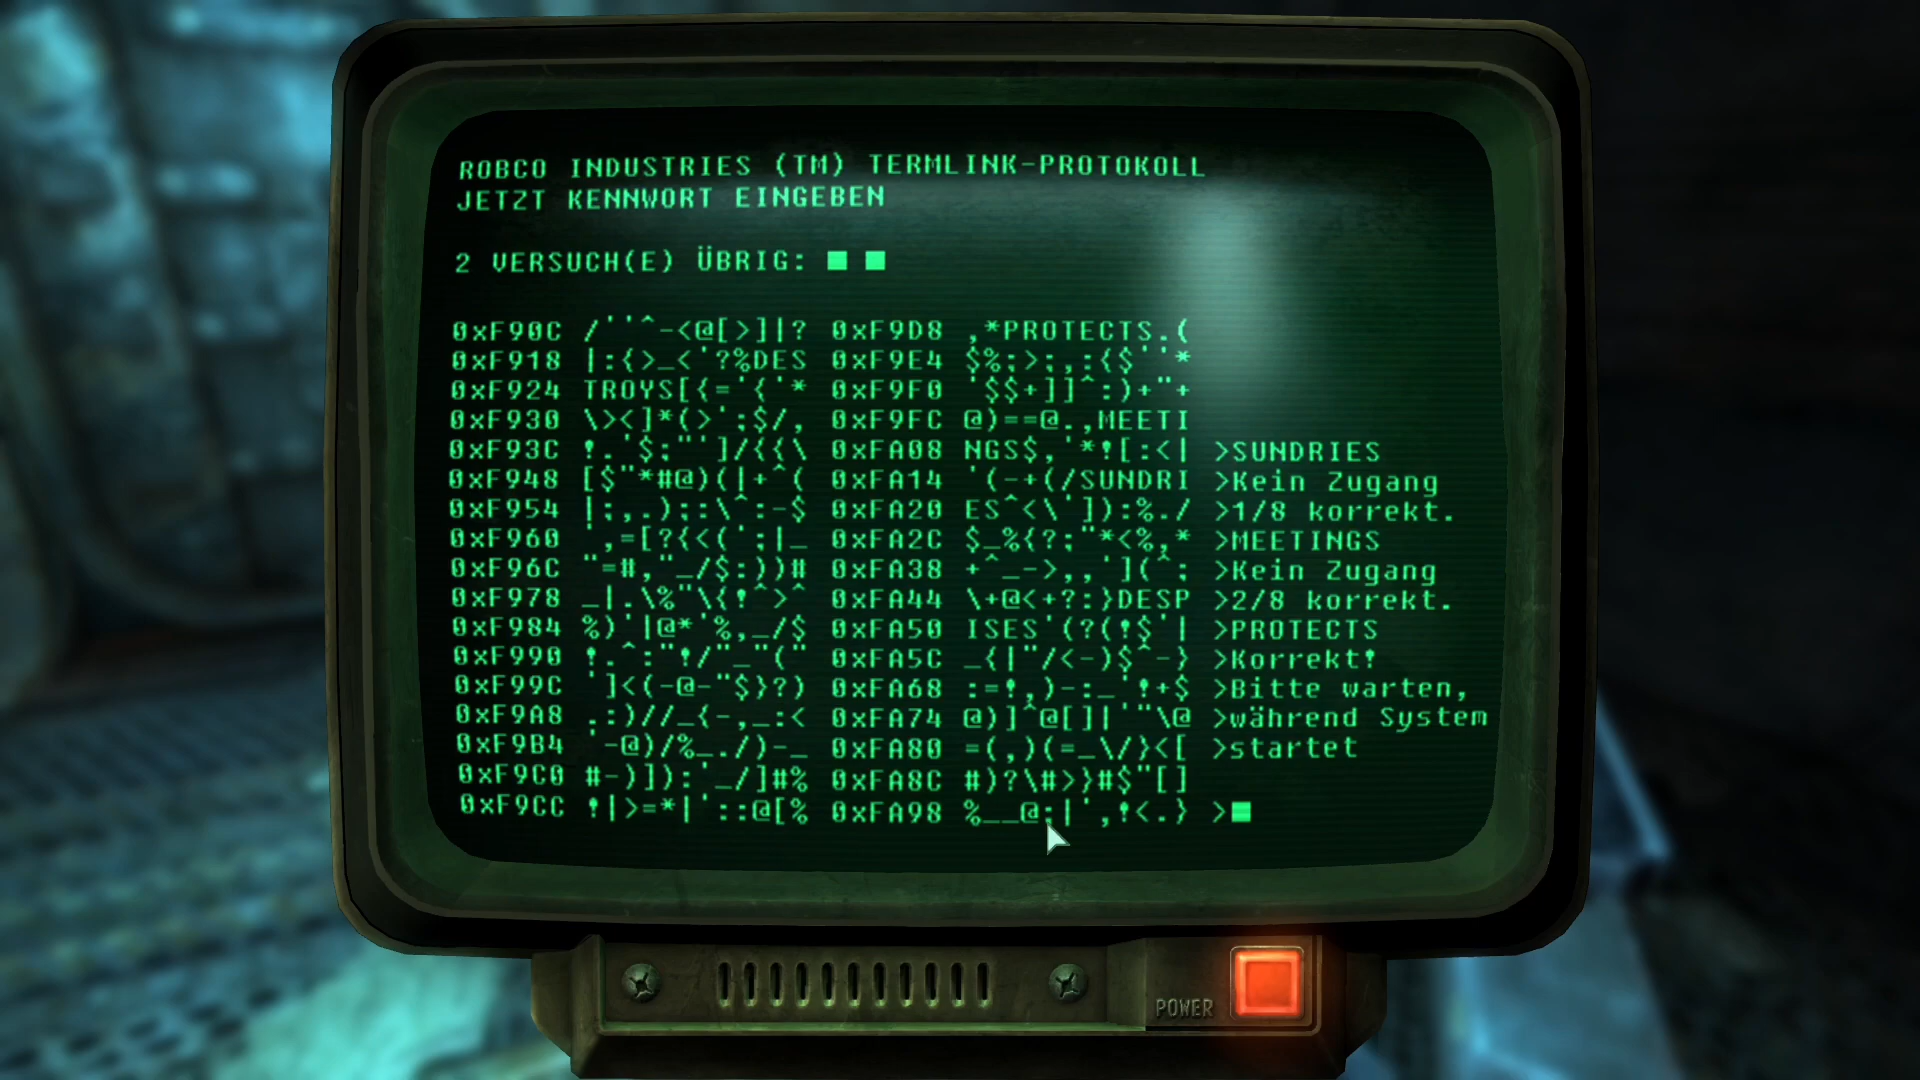 ROBCO INDUSTRIES (TM) TERMLINK-PROTOKOLL
JETZT KENNWORT EINGEBEN
2 VERSUCH(E) ÜBRIG: ■ ■
0xF90C /'''^-<@[>]|? 0xF9D8 ,*PROTECTS.(
0xF918 |:{>_<'?%DES 0xF9E4 $%;>;,:{$''*
0xF924 TROYS[{='{'* 0xF9F0 '$$+]]^:)+"+
0xF930 \><]*(>';$/, 0xF9FC @)==@.,MEETI
0xF93C !.'$;"']/{{\ 0xFA08 NGS$,'*![:<| >SUNDRIES
0xF948 [$"*#@)(|+^( 0xFA14 '(-+(/SUNDRI >Kein Zugang
0xF954 |;,.);:\^:-$ 0xFA20 ES^<\']):%./ >1/8 korrekt.
0xF960 ',=[?{<(';|_ 0xFA2C $_%{?;"*<%,* >MEETINGS
0xF96C "=#,"_/$:))# 0xFA38 +^_->,,'](^; >Kein Zugang
0xF978 _|.\%"\{!^>^ 0xFA44 \+@<+?:}DESP >2/8 korrekt.
0xF984 %)'|@*'%,_/$ 0xFA50 ISES'(?(!$'| >PROTECTS
0xF990 !.^:"!/"_"(" 0xFA5C _{|"/<-)$^-} >Korrekt!
0xF99C ']<(-@-"$}?) 0xFA68 :=!,)-:_'!+$ >Bitte warten,
0xF9A8 .:)//_{-,_:< 0xFA74 @)]^@[]|'"\@ >während System
0xF9B4 '-@)/%_./)-_ 0xFA80 =(,)(=_\/}<[ >startet
0xF9C0 #-)]):'_/]#% 0xFA8C #)?\#>}#$"[]
0xF9CC !|>=*|'::@[% 0xFA98 %__@;|',!<.} >■
POWER